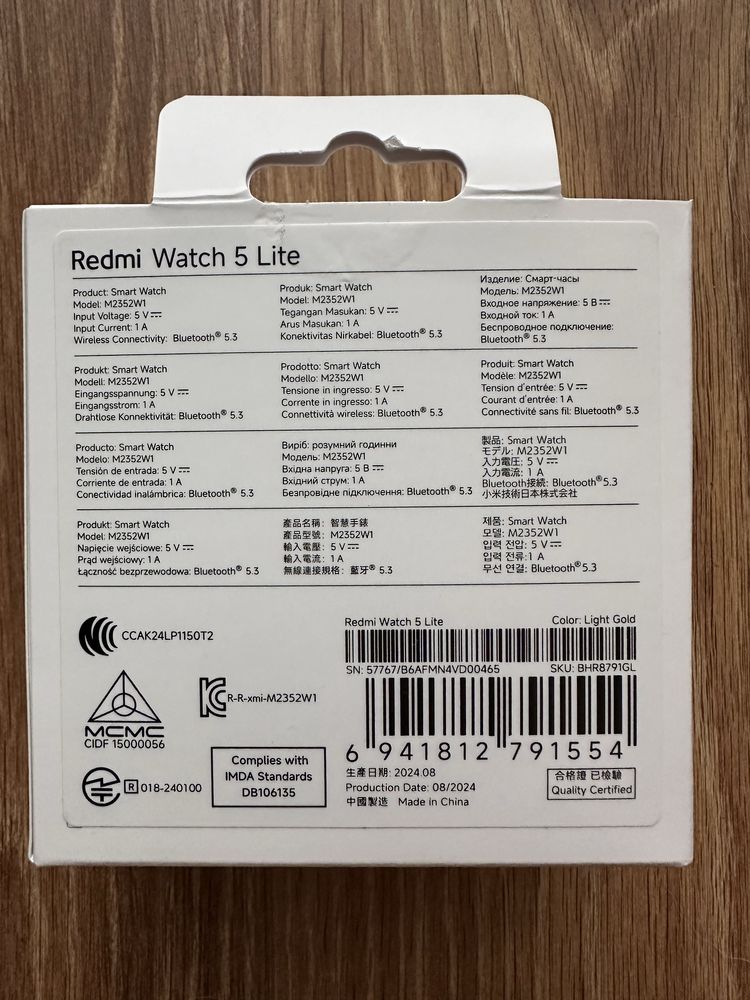 Redmi Watch 5 Lite
Product: Smart Watch
Model: M2352W1
Input Voltage: 5 V⎓
Input Current: 1 A
Wireless Connectivity: Bluetooth® 5.3
Produk: Smart Watch
Model: M2352W1
Tegangan Masukan: 5 V⎓
Arus Masukan: 1 A
Konektivitas Nirkabel: Bluetooth® 5.3
Изделие: Смарт-часы
Модель: M2352W1
Входное напряжение: 5 В⎓
Входной ток: 1 А
Беспроводное подключение:
Bluetooth® 5.3
Produkt: Smart Watch
Modell: M2352W1
Eingangsspannung: 5 V⎓
Eingangsstrom: 1 A
Drahtlose Konnektivität: Bluetooth® 5.3
Prodotto: Smart Watch
Modello: M2352W1
Tensione in ingresso: 5 V⎓
Corrente in ingresso: 1 A
Connettività wireless: Bluetooth® 5.3
Produit: Smart Watch
Modèle: M2352W1
Tension d'entrée: 5 V⎓
Courant d'entrée: 1 A
Connectivité sans fil: Bluetooth® 5.3
Producto: Smart Watch
Modelo: M2352W1
Tensión de entrada: 5 V⎓
Corriente de entrada: 1 A
Conectividad inalámbrica: Bluetooth® 5.3
Виріб: розумний годинни
Модель: M2352W1
Вхідна напруга: 5 В⎓
Вхідний струм: 1 А
Безпровідне підключення: Bluetooth® 5.3
製品: Smart Watch
モデル: M2352W1
入力電圧: 5 V⎓
入力電流: 1 A
Bluetooth接続: Bluetooth®5.3
小米技術日本株式会社
Produkt: Smart Watch
Model: M2352W1
Napięcie wejściowe: 5 V⎓
Prąd wejściowy: 1 A
Łączność bezprzewodowa: Bluetooth® 5.3
產品名稱: 智慧手錶
產品型號: M2352W1
輸入電壓: 5 V⎓
輸入電流: 1 A
無線連接規格: 藍牙® 5.3
제품: Smart Watch
모델: M2352W1
입력 전압: 5 V⎓
입력 전류:1 A
무선 연결: Bluetooth®5.3
CCAK24LP1150T2
MCMC
CIDF 15000056
R-R-xmi-M2352W1
R 018-240100
Complies with
IMDA Standards
DB106135
Redmi Watch 5 Lite Color: Light Gold
SN: 57767/B6AFMN4VD00465 SKU: BHR8791GL
6 941812 791554
生產日期: 2024.08
Production Date: 08/2024
中國製造 Made in China
合格證 已檢驗
Quality Certified